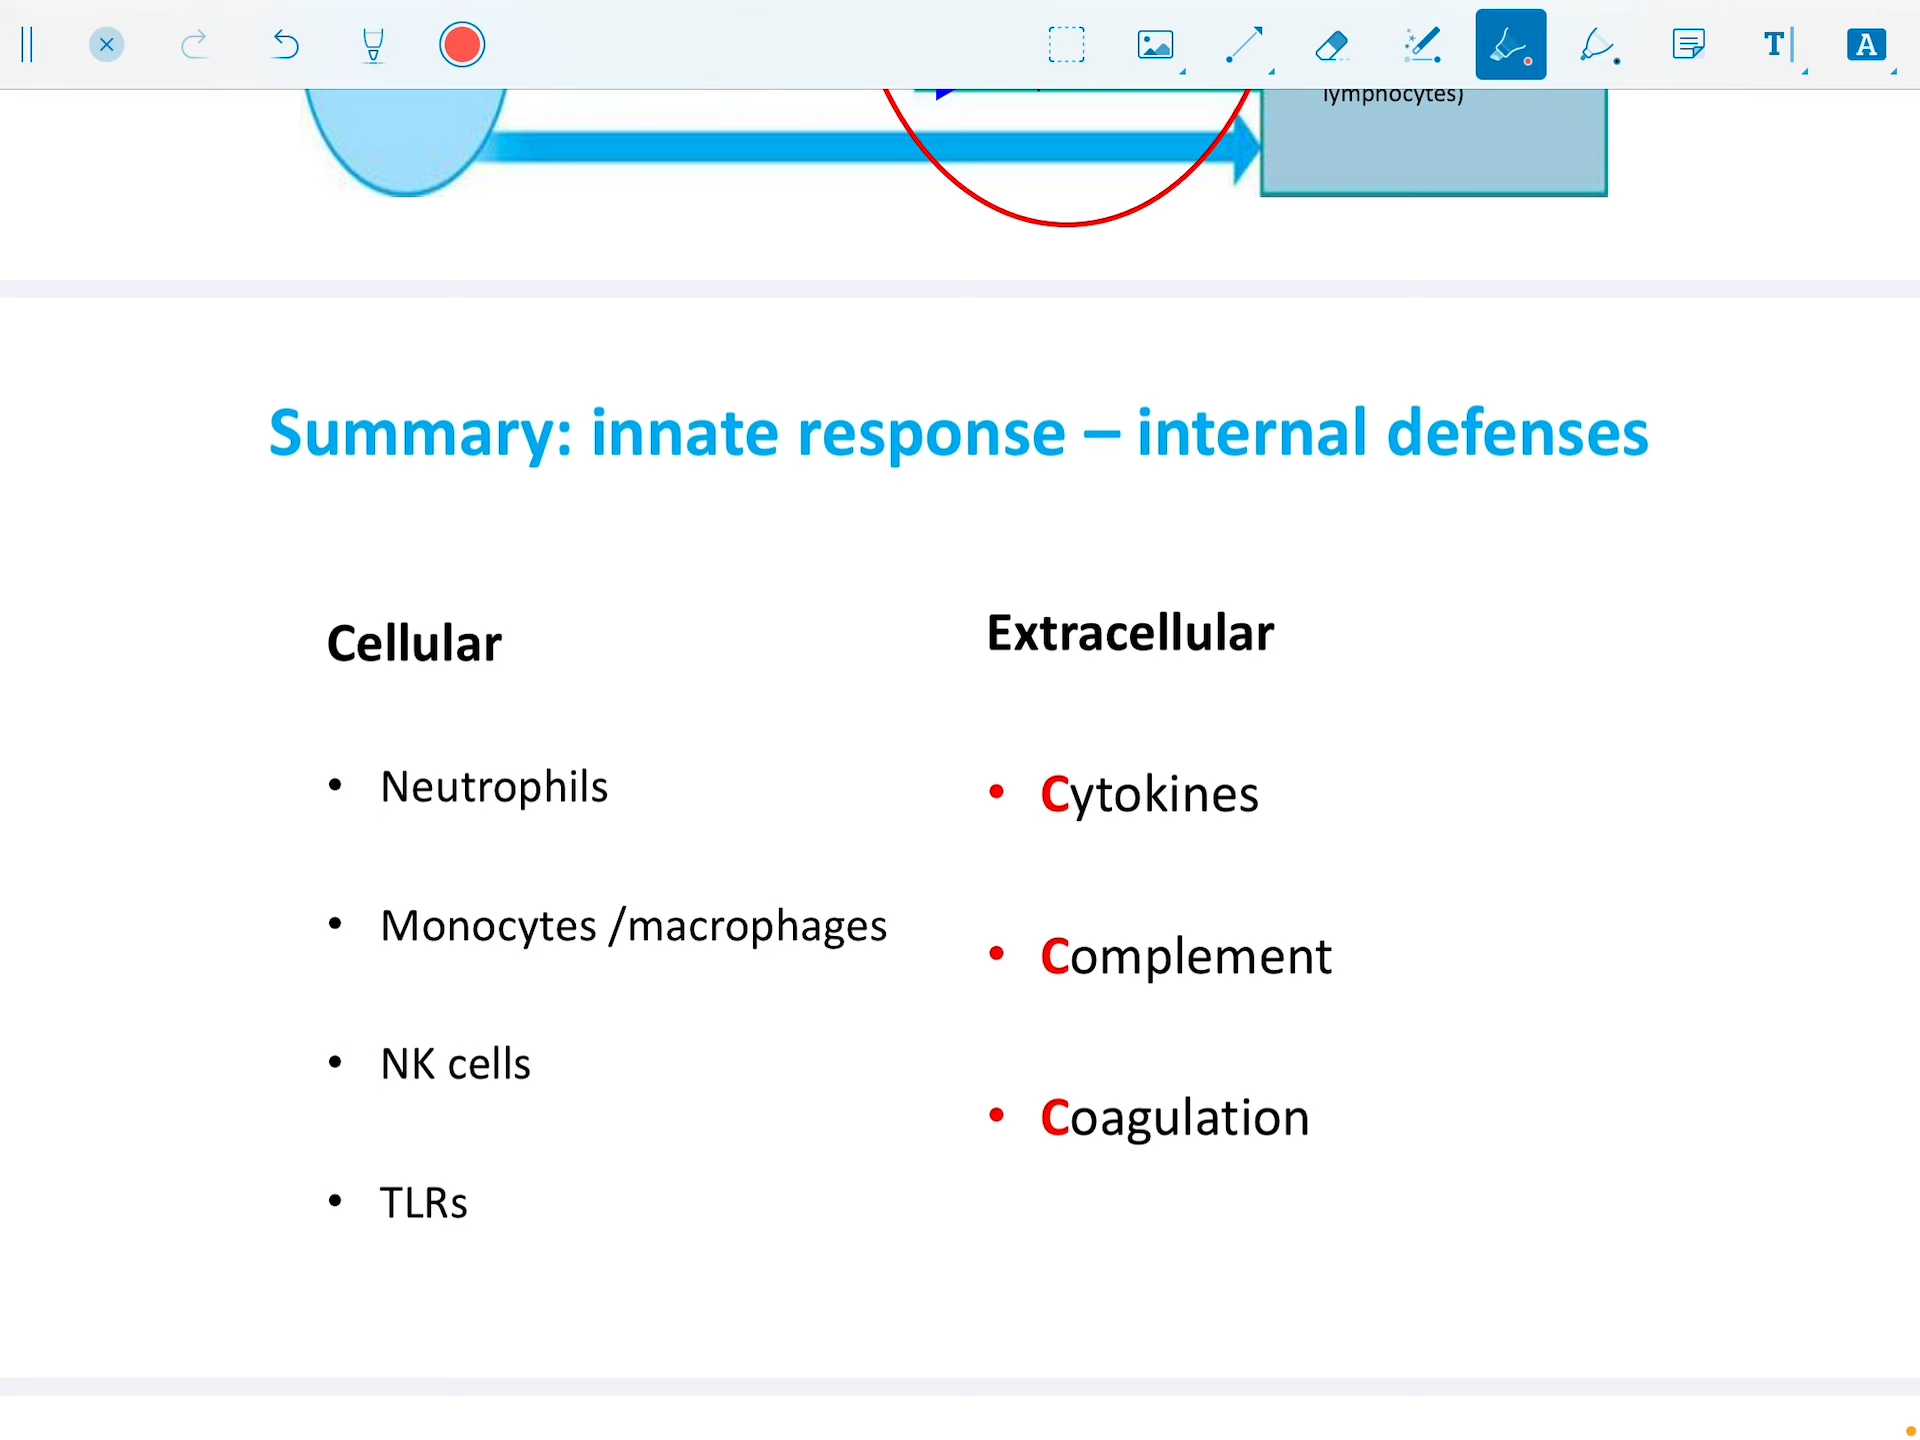 T
A
lymphocytes)
Summary: innate response – internal defenses
Cellular
Extracellular
• Neutrophils
• Cytokines
• Monocytes /macrophages
• Complement
• NK cells
• Coagulation
• TLRs